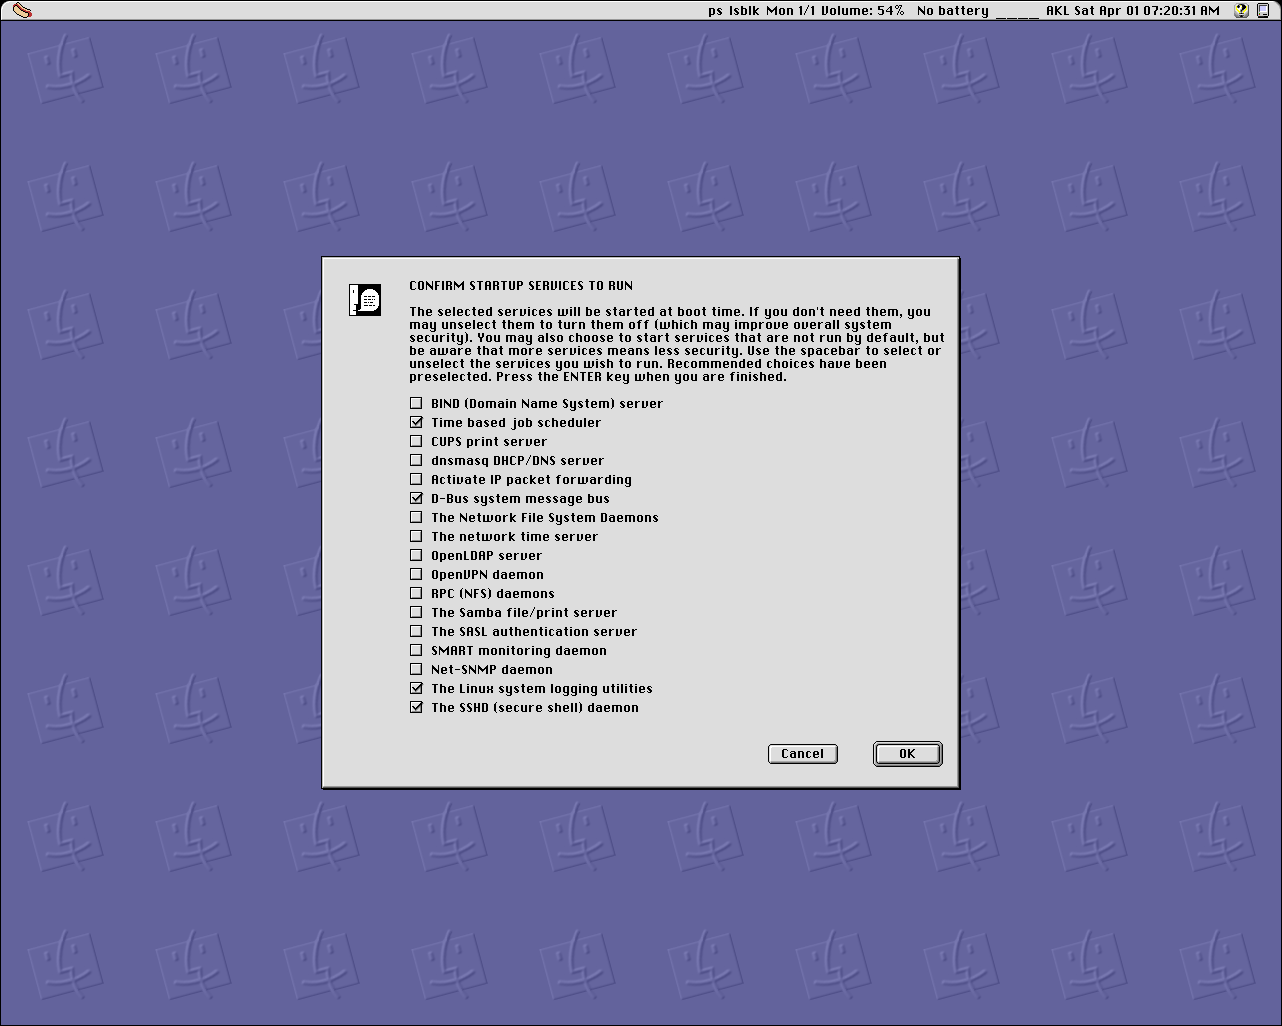 ps lsblk Mon 1/1 Volume: 54% No battery ____ AKL Sat Apr 01 07:20:31 AM
CONFIRM STARTUP SERVICES TO RUN
The selected services will be started at boot time. If you don't need them, you
may unselect them to turn them off (which may improve overall system
security). You may also choose to start services that are not run by default, but
be aware that more services means less security. Use the spacebar to select or
unselect the services you wish to run. Recommended choices have been
preselected. Press the ENTER key when you are finished.
BIND (Domain Name System) server
Time based job scheduler
CUPS print server
dnsmasq DHCP/DNS server
Activate IP packet forwarding
D-Bus system message bus
The Network File System Daemons
The network time server
OpenLDAP server
OpenVPN daemon
RPC (NFS) daemons
The Samba file/print server
The SASL authentication server
SMART monitoring daemon
Net-SNMP daemon
The Linux system logging utilities
The SSHD (secure shell) daemon
Cancel OK